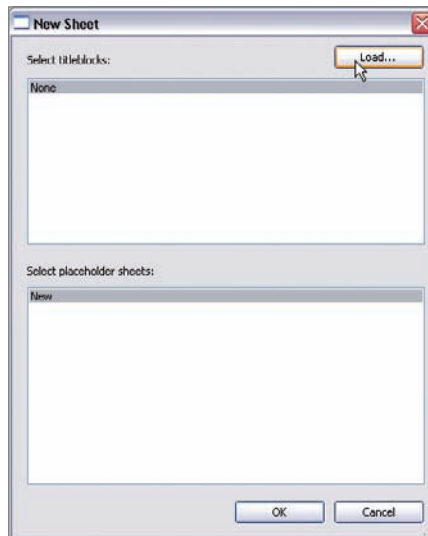 New Sheet
Select titleblocks:
Load...
None
Select placeholder sheets:
New
OK
Cancel